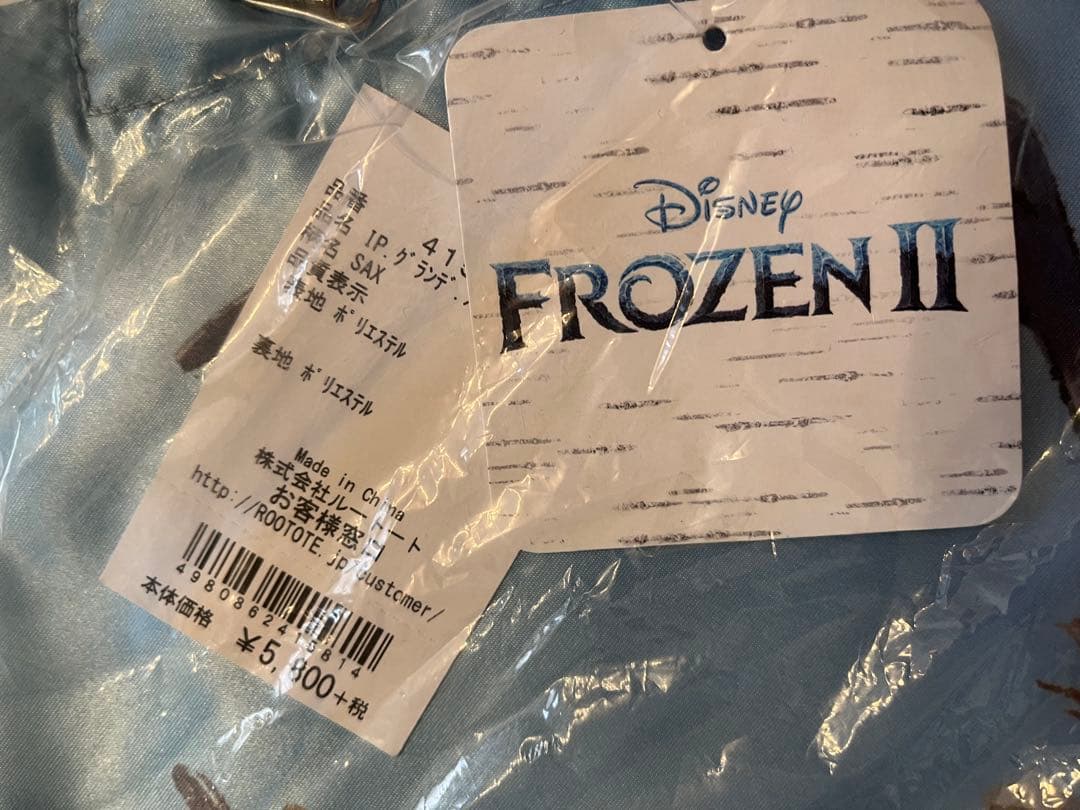 品番 415
品名 IP.グランデ.
柄名 SAX
品質表示
表地 ポリエステル
裏地 ポリエステル
Made in China
株式会社ルートート
お客様窓口
http://ROOTOTE.jp/customer/
本体価格 ¥5,800+税
DISNEY
FROZEN II